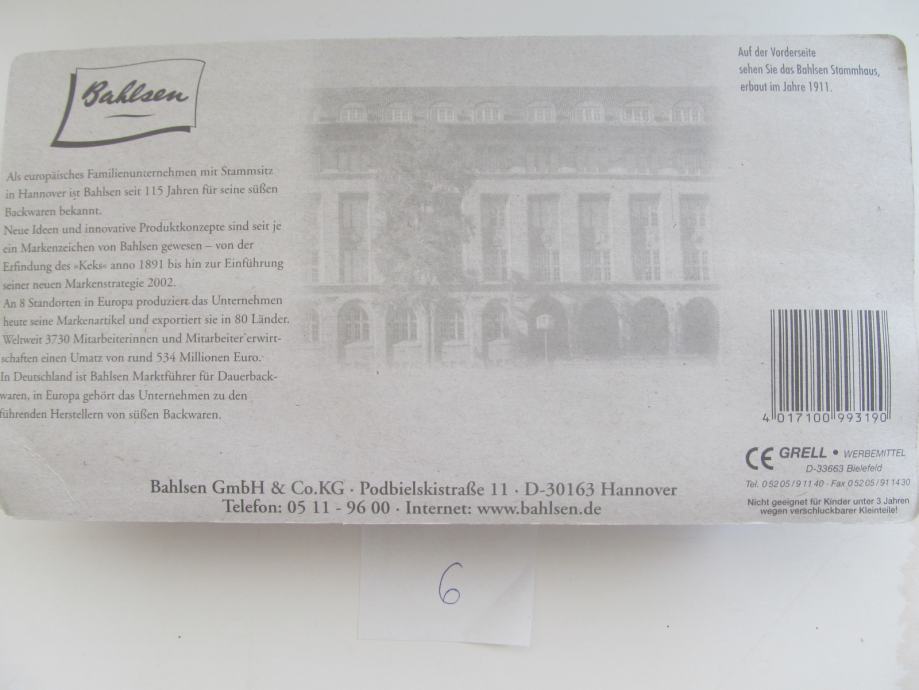 Bahlsen
Auf der Vorderseite
sehen Sie das Bahlsen Stammhaus,
erbaut im Jahre 1911.
Als europäisches Familienunternehmen mit Stammsitz
in Hannover ist Bahlsen seit 115 Jahren für seine süßen
Backwaren bekannt.
Neue Ideen und innovative Produktkonzepte sind seit je
ein Markenzeichen von Bahlsen gewesen – von der
Erfindung des »Keks« anno 1891 bis hin zur Einführung
seiner neuen Markenstrategie 2002.
An 8 Standorten in Europa produziert das Unternehmen
heute seine Markenartikel und exportiert sie in 80 Länder.
Weltweit 3730 Mitarbeiterinnen und Mitarbeiter erwirt-
schaften einen Umatz von rund 534 Millionen Euro.
In Deutschland ist Bahlsen Marktführer für Dauerback-
waren, in Europa gehört das Unternehmen zu den
führenden Herstellern von süßen Backwaren.
4 017100 993190
CE GRELL • WERBEMITTEL
D-33663 Bielefeld
Tel. 0 52 05 / 9 11 40 · Fax 0 52 05 / 91 14 30
Nicht geeignet für Kinder unter 3 Jahren
wegen verschluckbarer Kleinteile!
Bahlsen GmbH & Co.KG · Podbielskistraße 11 · D-30163 Hannover
Telefon: 05 11 - 96 00 · Internet: www.bahlsen.de
6